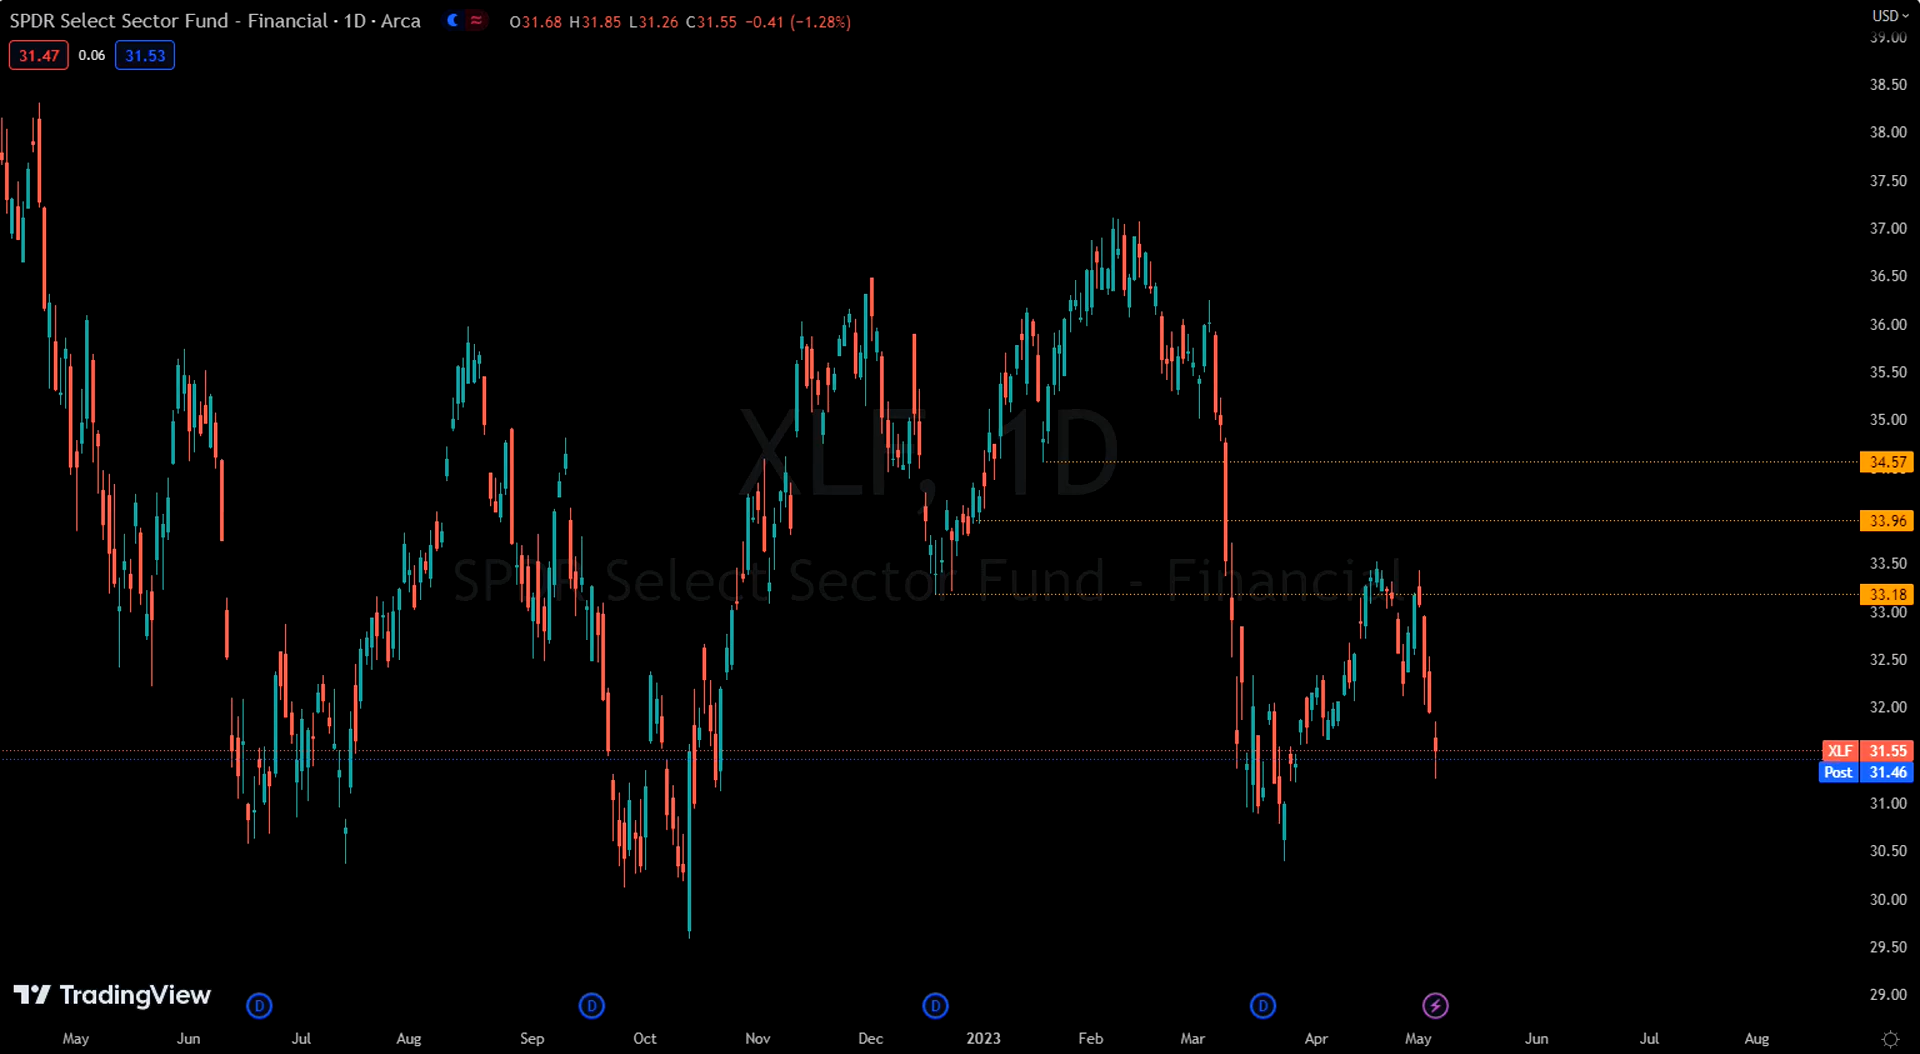 SPDR Select Sector Fund - Financial · 1D · Arca O31.68 H31.85 L31.26 C31.55 −0.41 (−1.28%)
31.47 0.06 31.53
USD
39.00
38.50
38.00
37.50
37.00
36.50
36.00
35.50
35.00
34.57
33.96
33.50
33.18
33.00
32.50
32.00
XLF 31.55
Post 31.46
31.00
30.50
30.00
29.50
29.00
XLF, 1D
SPDR Select Sector Fund - Financial
TradingView
D D D D
May Jun Jul Aug Sep Oct Nov Dec 2023 Feb Mar Apr May Jun Jul Aug